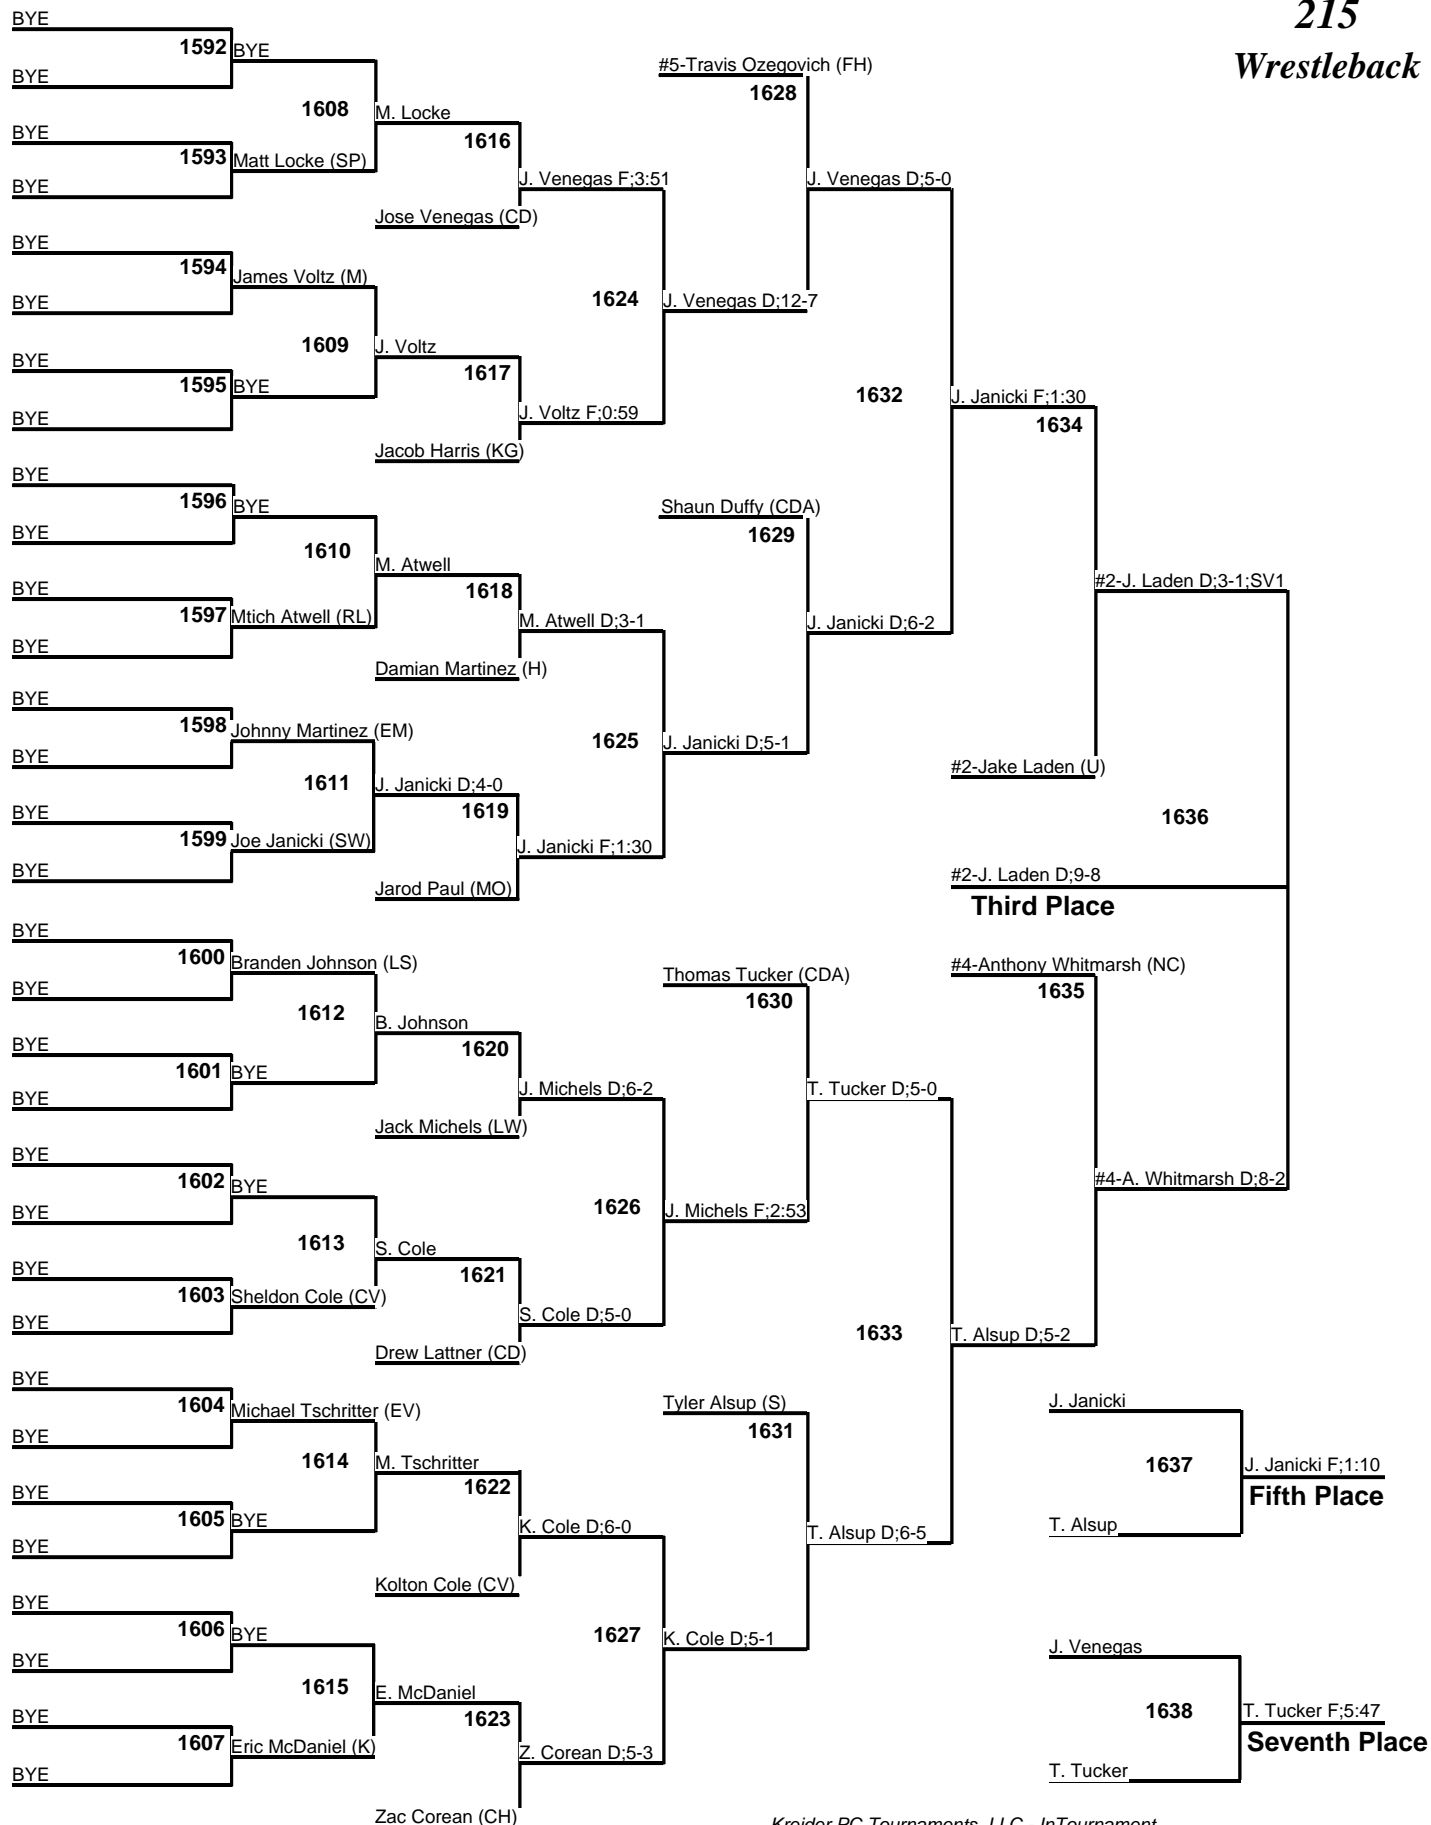 215
Wrestleback
BYE
1592
BYE
BYE
1608
M. Locke
BYE
1593
Matt Locke (SP)
BYE
1616
J. Venegas F;3:51
Jose Venegas (CD)
BYE
1594
James Voltz (M)
BYE
1609
J. Voltz
BYE
1595
BYE
BYE
1617
J. Voltz F;0:59
Jacob Harris (KG)
1624
J. Venegas D;12-7
#5-Travis Ozegovich (FH)
1628
J. Venegas D;5-0
BYE
1596
BYE
BYE
1610
M. Atwell
BYE
1597
Mtich Atwell (RL)
BYE
1618
M. Atwell D;3-1
Damian Martinez (H)
BYE
1598
Johnny Martinez (EM)
BYE
1611
J. Janicki D;4-0
BYE
1599
Joe Janicki (SW)
BYE
1619
J. Janicki F;1:30
Jarod Paul (MO)
1625
J. Janicki D;5-1
Shaun Duffy (CDA)
1629
J. Janicki D;6-2
1632
J. Janicki F;1:30
1634
#2-J. Laden D;3-1;SV1
#2-Jake Laden (U)
1636
#2-J. Laden D;9-8
Third Place
BYE
1600
Branden Johnson (LS)
BYE
1612
B. Johnson
BYE
1601
BYE
BYE
1620
J. Michels D;6-2
Jack Michels (LW)
BYE
1602
BYE
BYE
1613
S. Cole
BYE
1603
Sheldon Cole (CV)
BYE
1621
S. Cole D;5-0
Drew Lattner (CD)
1626
J. Michels F;2:53
Thomas Tucker (CDA)
1630
T. Tucker D;5-0
#4-Anthony Whitmarsh (NC)
1635
#4-A. Whitmarsh D;8-2
1633
T. Alsup D;5-2
BYE
1604
Michael Tschritter (EV)
BYE
1614
M. Tschritter
BYE
1605
BYE
BYE
1622
K. Cole D;6-0
Kolton Cole (CV)
BYE
1606
BYE
BYE
1615
E. McDaniel
BYE
1607
Eric McDaniel (K)
BYE
1623
Z. Corean D;5-3
Zac Corean (CH)
1627
K. Cole D;5-1
Tyler Alsup (S)
1631
T. Alsup D;6-5
J. Janicki
1637
J. Janicki F;1:10
Fifth Place
T. Alsup
J. Venegas
1638
T. Tucker F;5:47
Seventh Place
T. Tucker
Kreider PC Tournaments, LLC - InTournament